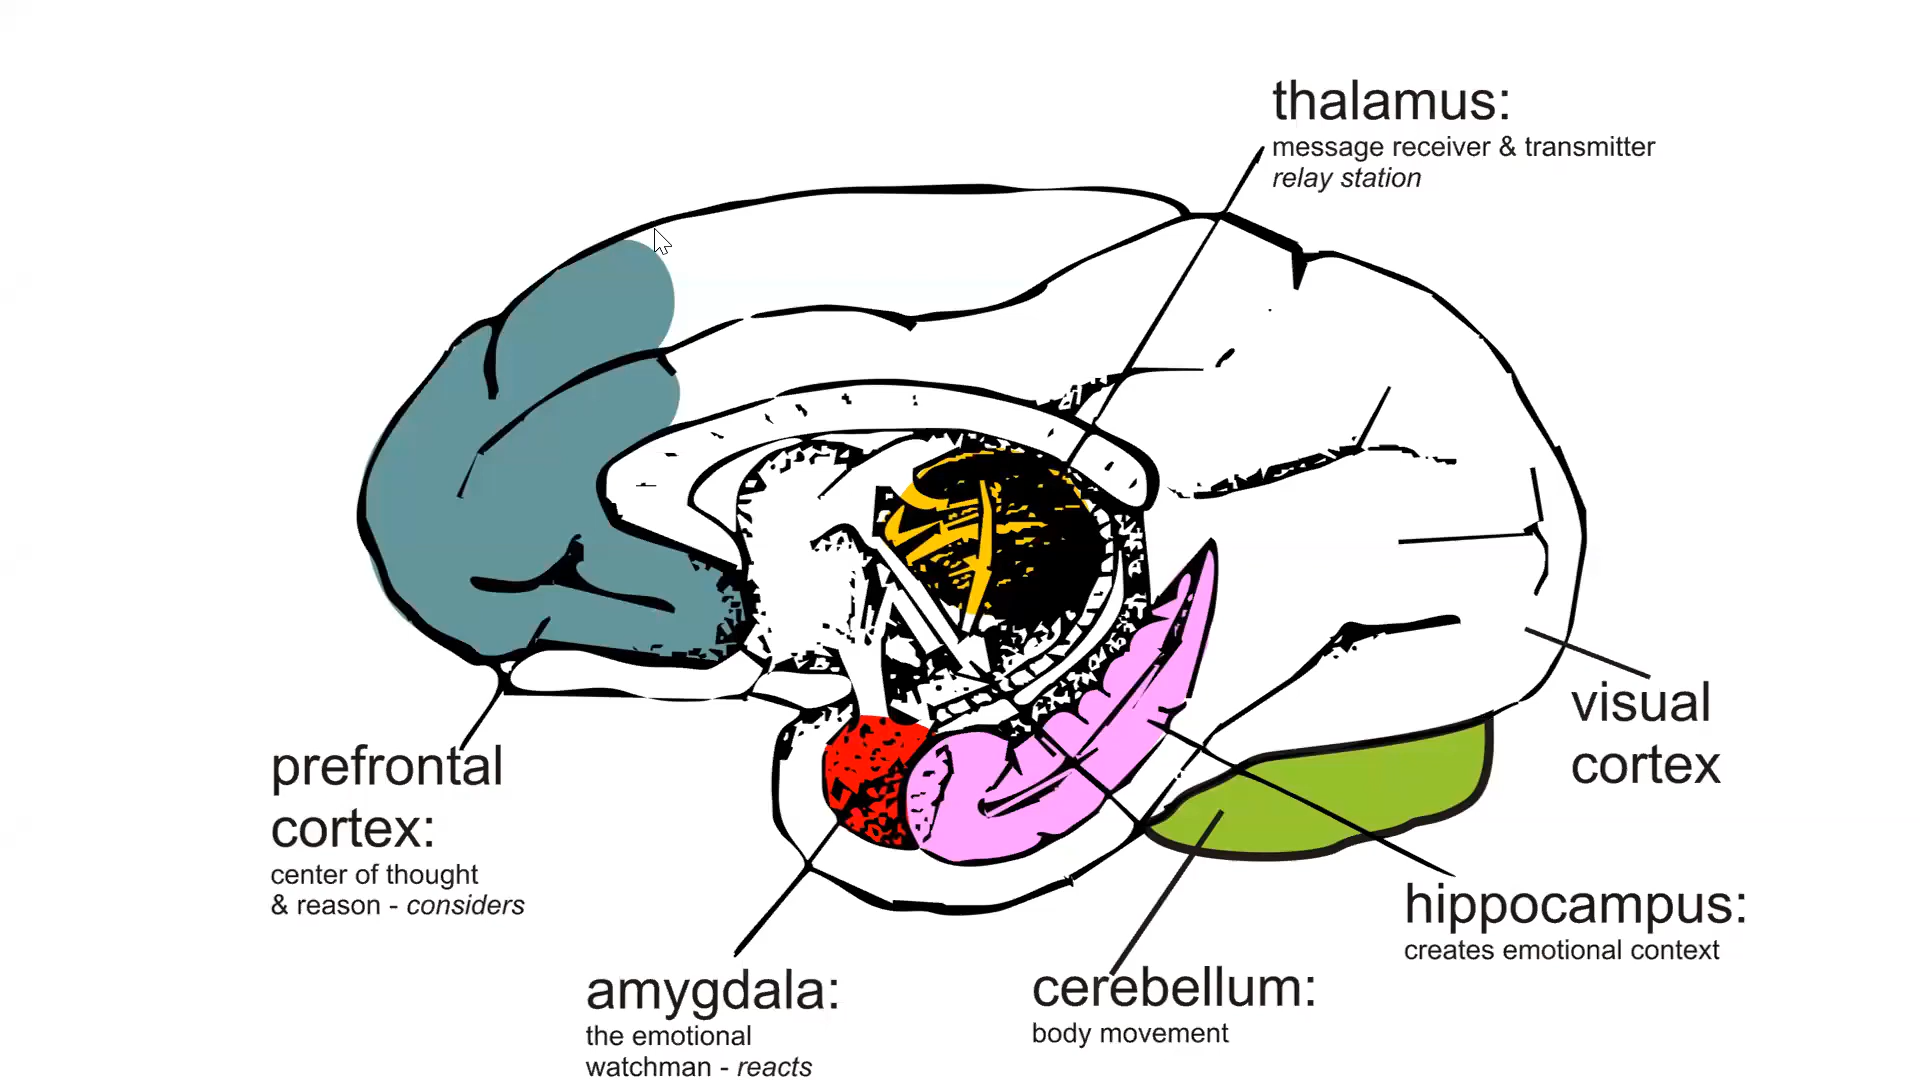 thalamus:
message receiver & transmitter
relay station
prefrontal
cortex:
center of thought
& reason - considers
visual
cortex
hippocampus:
creates emotional context
amygdala:
the emotional
watchman - reacts
cerebellum:
body movement